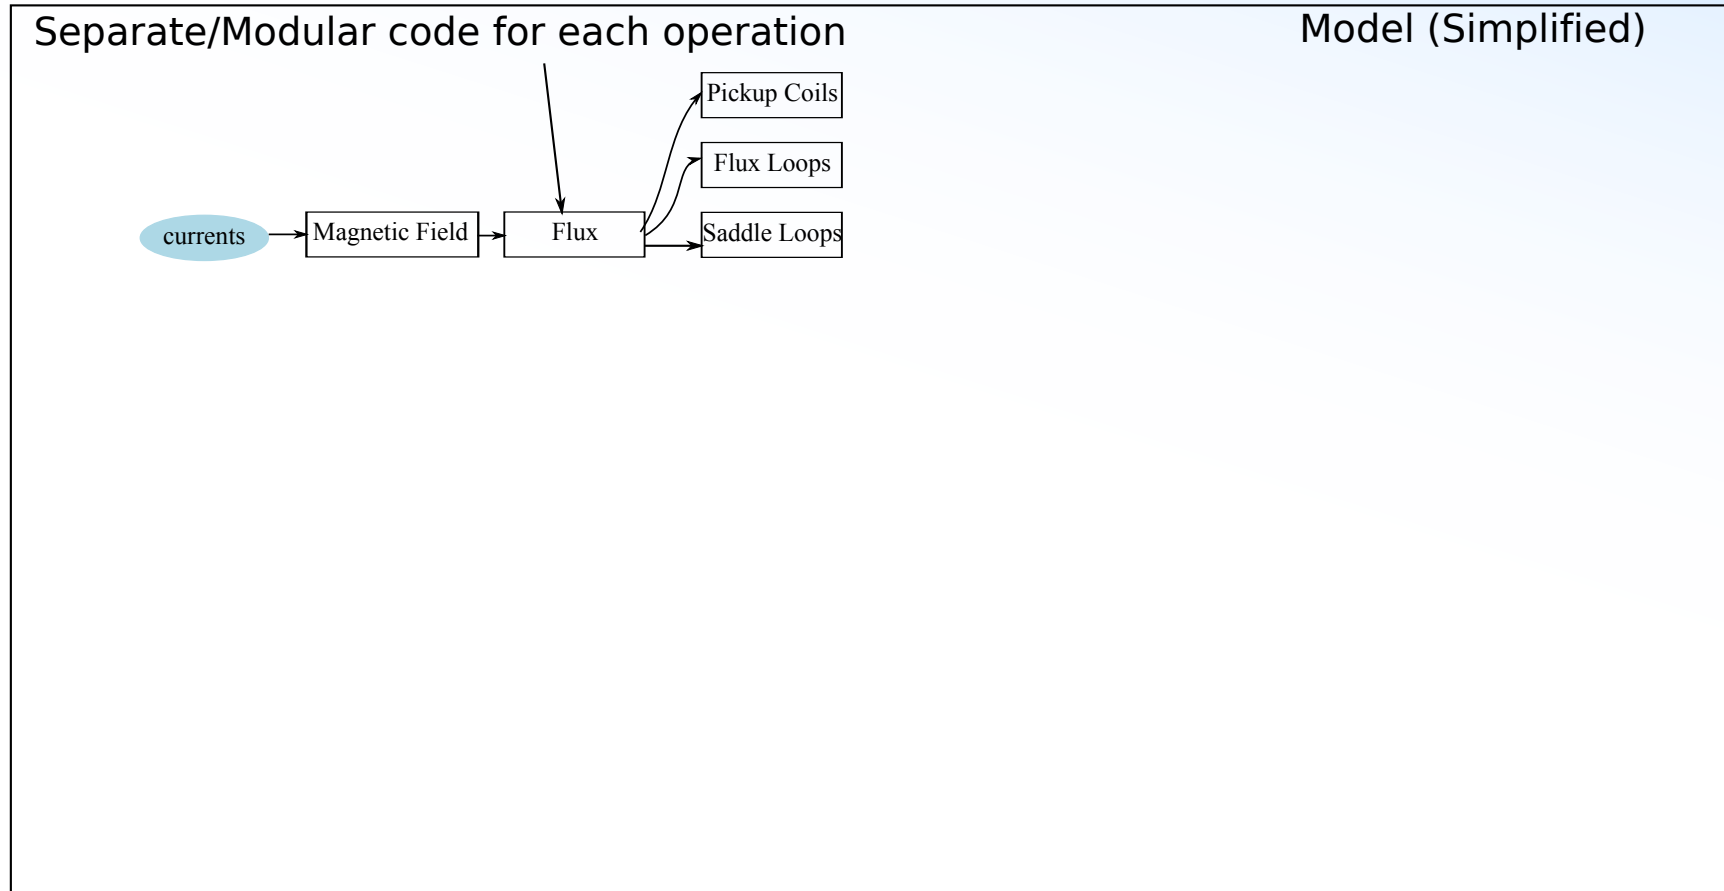 Separate/Modular code for each operation
Model (Simplified)
Pickup Coils
Flux Loops
currents
Magnetic Field
Flux
Saddle Loops